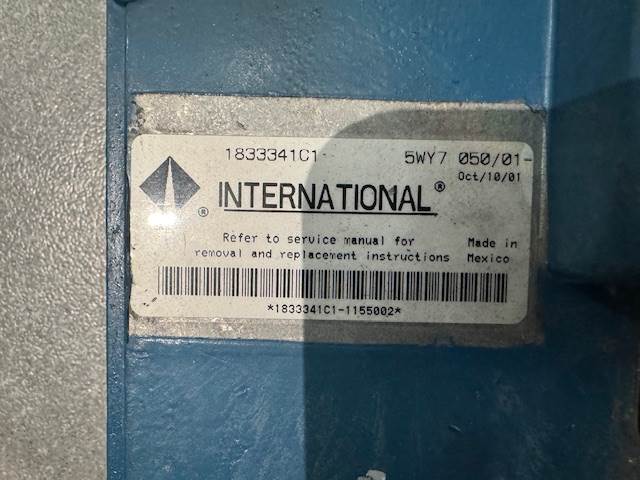 1833341C1 5WY7 050/01-
Oct/10/01
INTERNATIONAL®
®
Refer to service manual for Made in
removal and replacement instructions Mexico
*1833341C1-1155002*